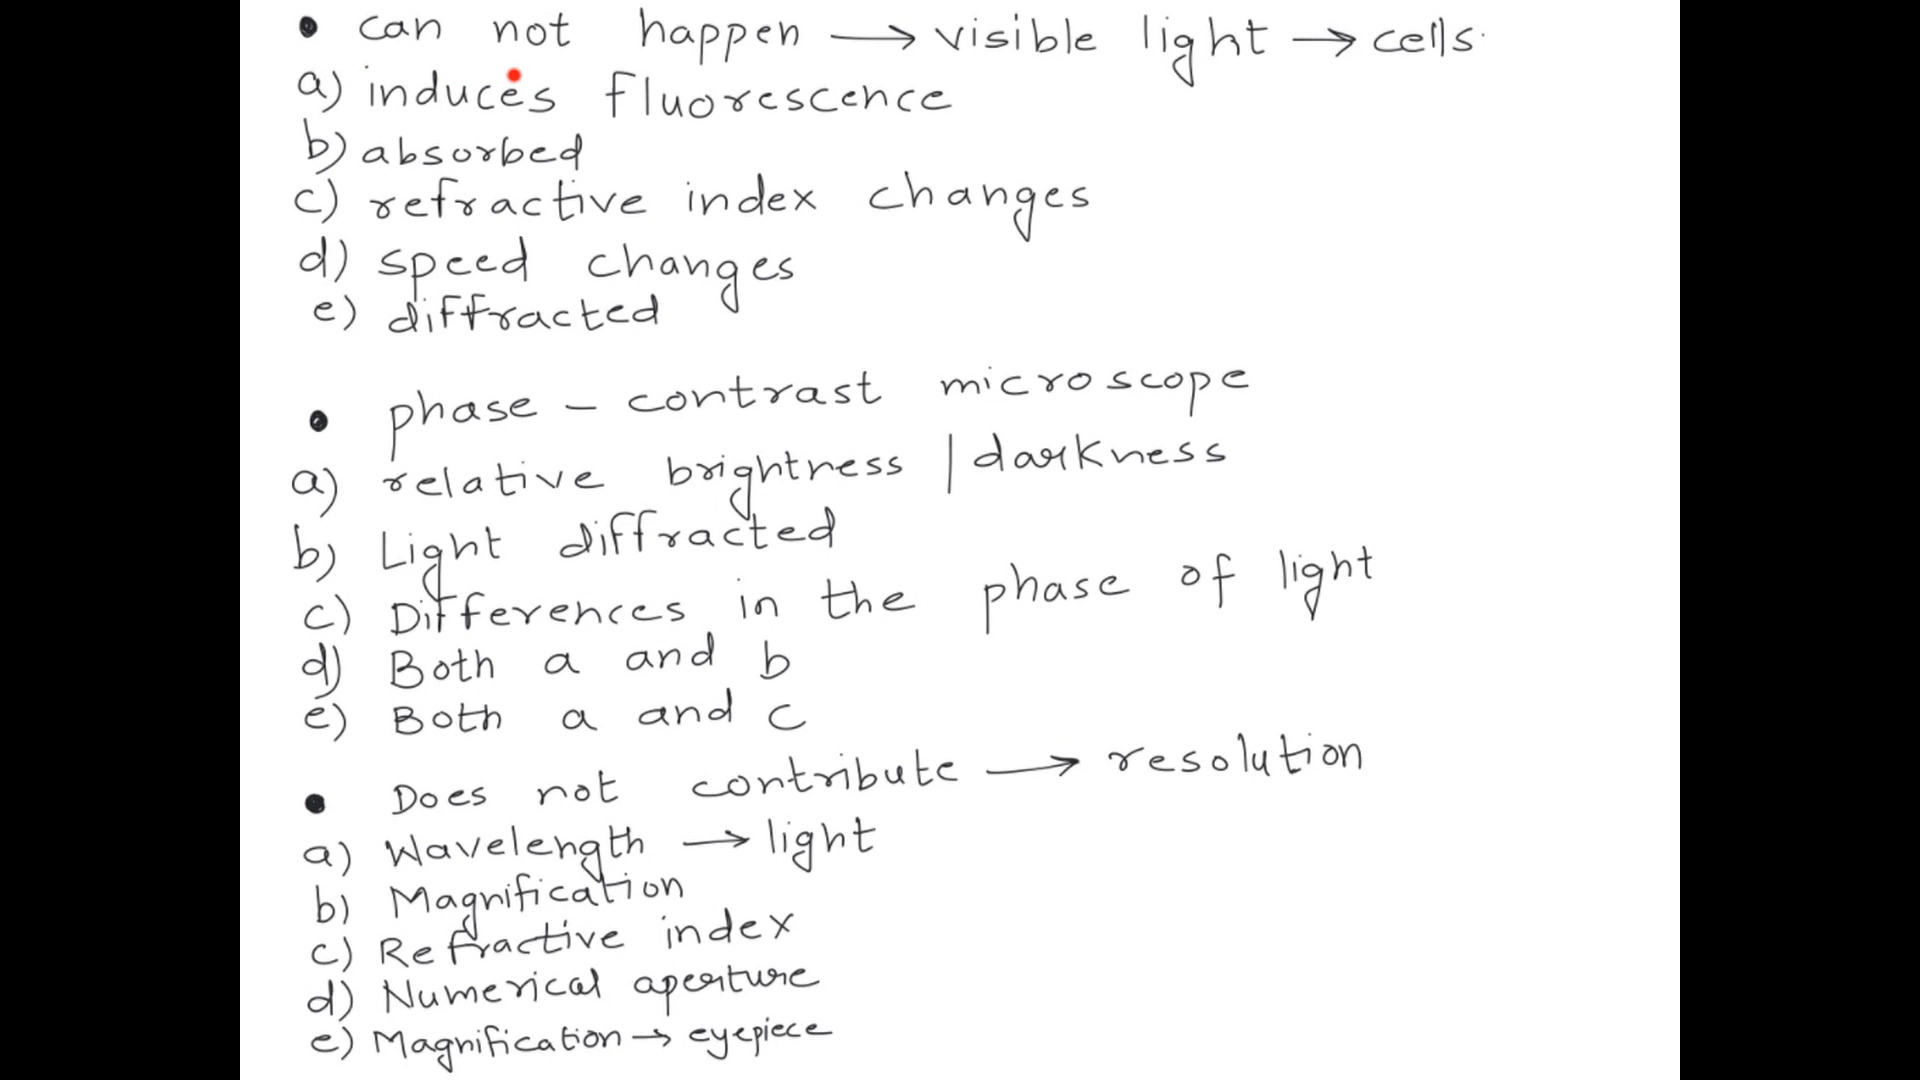 • can not happen → visible light → cells.
a) induces fluorescence
b) absorbed
c) refractive index changes
d) speed changes
e) diffracted
• phase - contrast microscope
a) relative brightness | darkness
b) Light diffracted
c) Differences in the phase of light
d) Both a and b
e) Both a and c
• Does not contribute → resolution
a) Wavelength → light
b) Magnification
c) Refractive index
d) Numerical aperture
e) Magnification → eyepiece